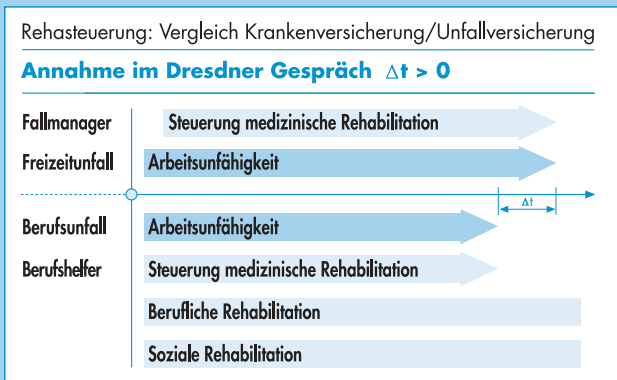 Rehasteuerung: Vergleich Krankenversicherung/Unfallversicherung
Annahme im Dresdner Gespräch Δt > 0
Fallmanager Steuerung medizinische Rehabilitation
Freizeitunfall Arbeitsunfähigkeit
Δt
Berufsunfall Arbeitsunfähigkeit
Berufshelfer Steuerung medizinische Rehabilitation
Berufliche Rehabilitation
Soziale Rehabilitation